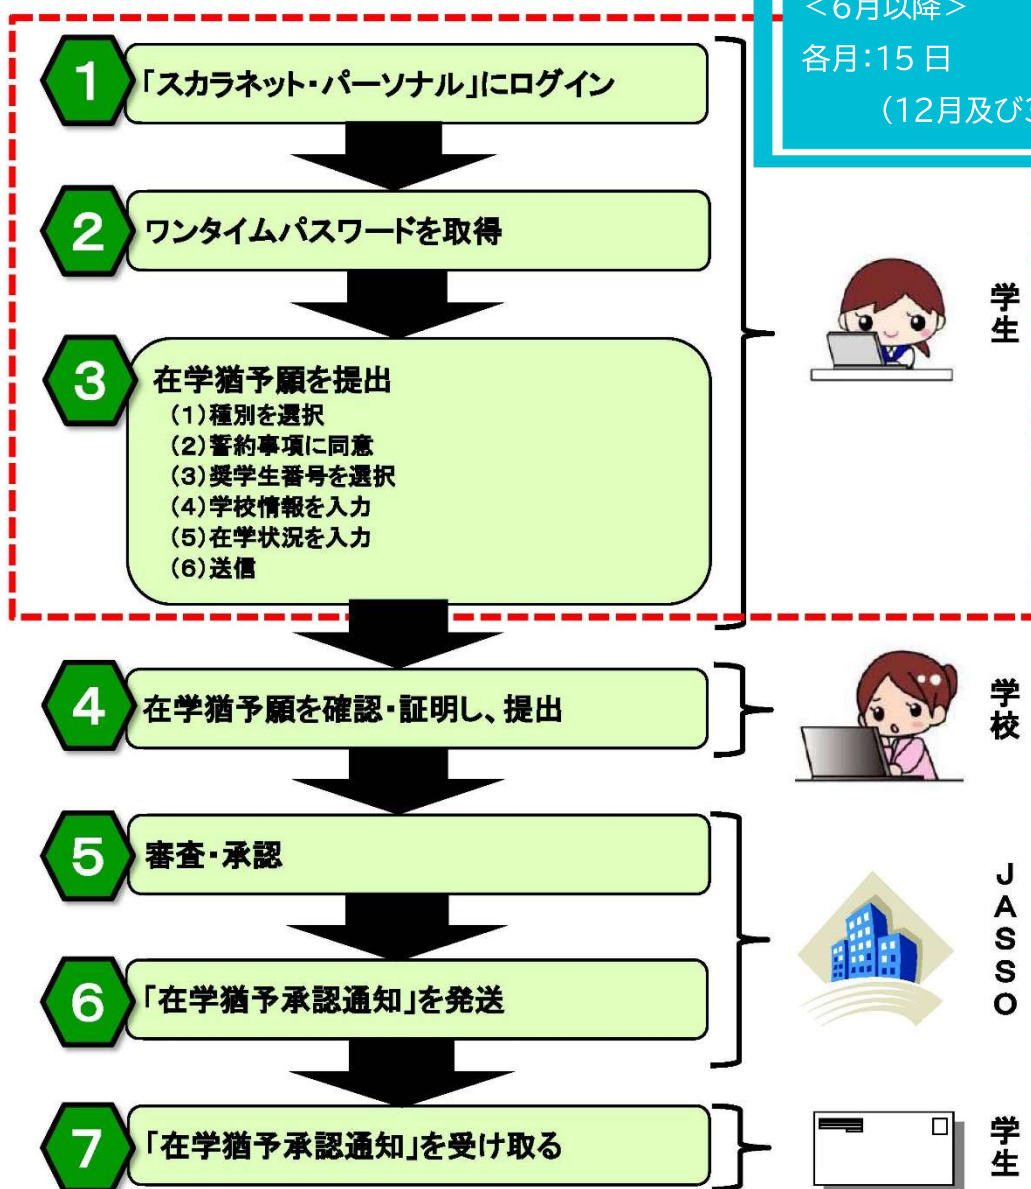 <6月以降>
各月:15 日
(12月及び3
1 「スカラネット・パーソナル」にログイン
2 ワンタイムパスワードを取得
3 在学猶予願を提出
(1)種別を選択
(2)誓約事項に同意
(3)奨学生番号を選択
(4)学校情報を入力
(5)在学状況を入力
(6)送信
学生
4 在学猶予願を確認・証明し、提出
学校
5 審査・承認
6 「在学猶予承認通知」を発送
JASSO
7 「在学猶予承認通知」を受け取る
学生